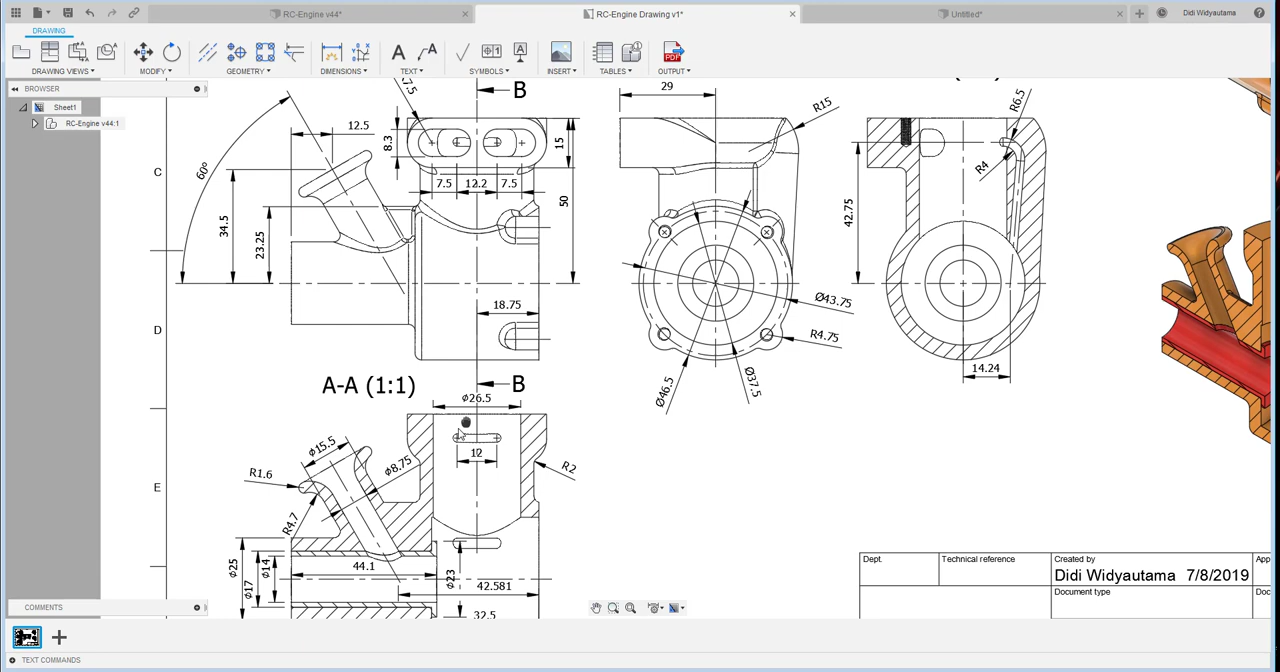 RC-Engine v44*
RC-Engine Drawing v1*
Untitled*
Didi Widyautama
DRAWING
DRAWING VIEWS
MODIFY
GEOMETRY
DIMENSIONS
TEXT
SYMBOLS
INSERT
TABLES
OUTPUT
PDF
BROWSER
Sheet1
RC-Engine v44:1
B
29
R15
R6.5
12.5
8.3
15
C
60°
R4
7.5
12.2
7.5
50
42.75
34.5
23.25
D
18.75
Ø43.75
R4.75
14.24
Ø46.5
Ø37.5
A-A (1:1)
B
Ø26.5
Ø15.5
12
Ø8.75
R2
R1.6
E
R4.7
Ø25
Ø17
Ø14
44.1
Ø23
42.581
32.5
Dept.
Technical reference
Created by
App
Didi Widyautama 7/8/2019
Document type
Doc
COMMENTS
TEXT COMMANDS